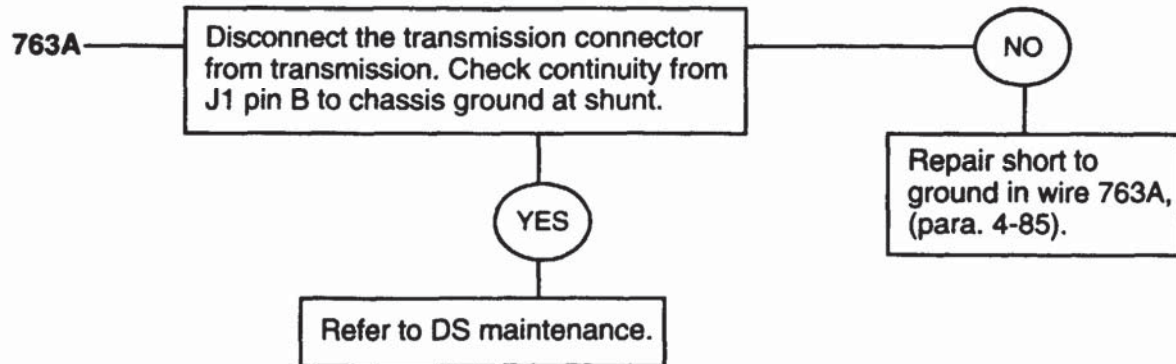 763A
Disconnect the transmission connector
from transmission. Check continuity from
J1 pin B to chassis ground at shunt.
NO
Repair short to
ground in wire 763A,
(para. 4-85).
YES
Refer to DS maintenance.